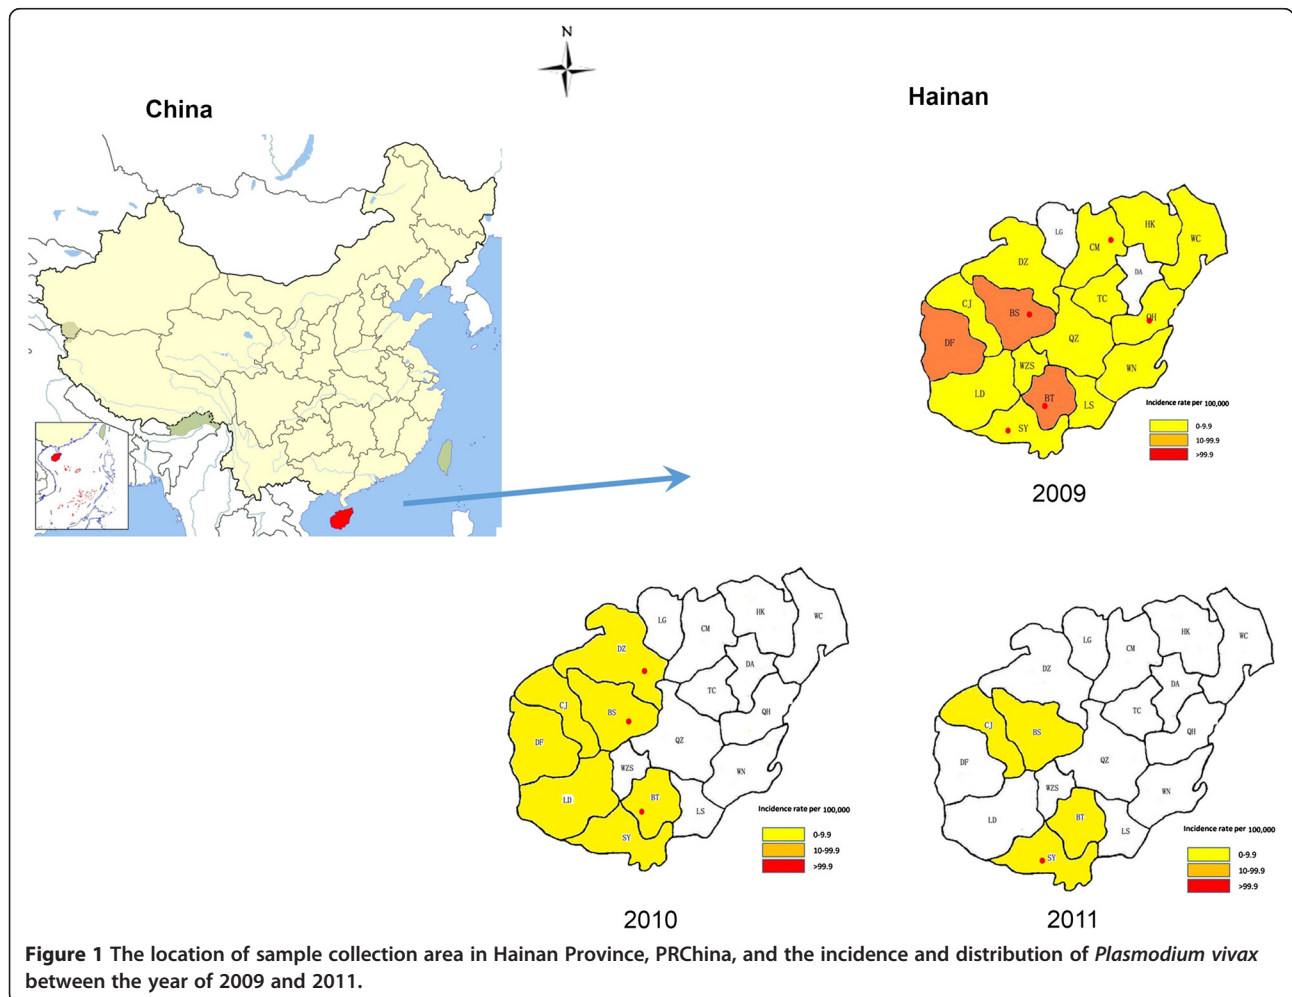 N
China
Hainan
LG
HK
CM
WC
DZ
DA
CJ
TC
BS
QH
DF
QZ
WZS
WN
LD
BT
LS
SY
Incidence rate per 100,000
0-9.9
10-99.9
>99.9
2009
LG
HK
WC
CM
DZ
DA
TC
CJ
BS
QH
DF
QZ
WZS
WN
LD
BT
LS
SY
Incidence rate per 100,000
0-9.9
10-99.9
>99.9
2010
LG
HK
WC
CM
DZ
DA
TC
CJ
BS
QH
DF
QZ
WZS
WN
LD
BT
LS
SY
Incidence rate per 100,000
0-9.9
10-99.9
>99.9
2011
Figure 1 The location of sample collection area in Hainan Province, PRChina, and the incidence and distribution of Plasmodium vivax
between the year of 2009 and 2011.